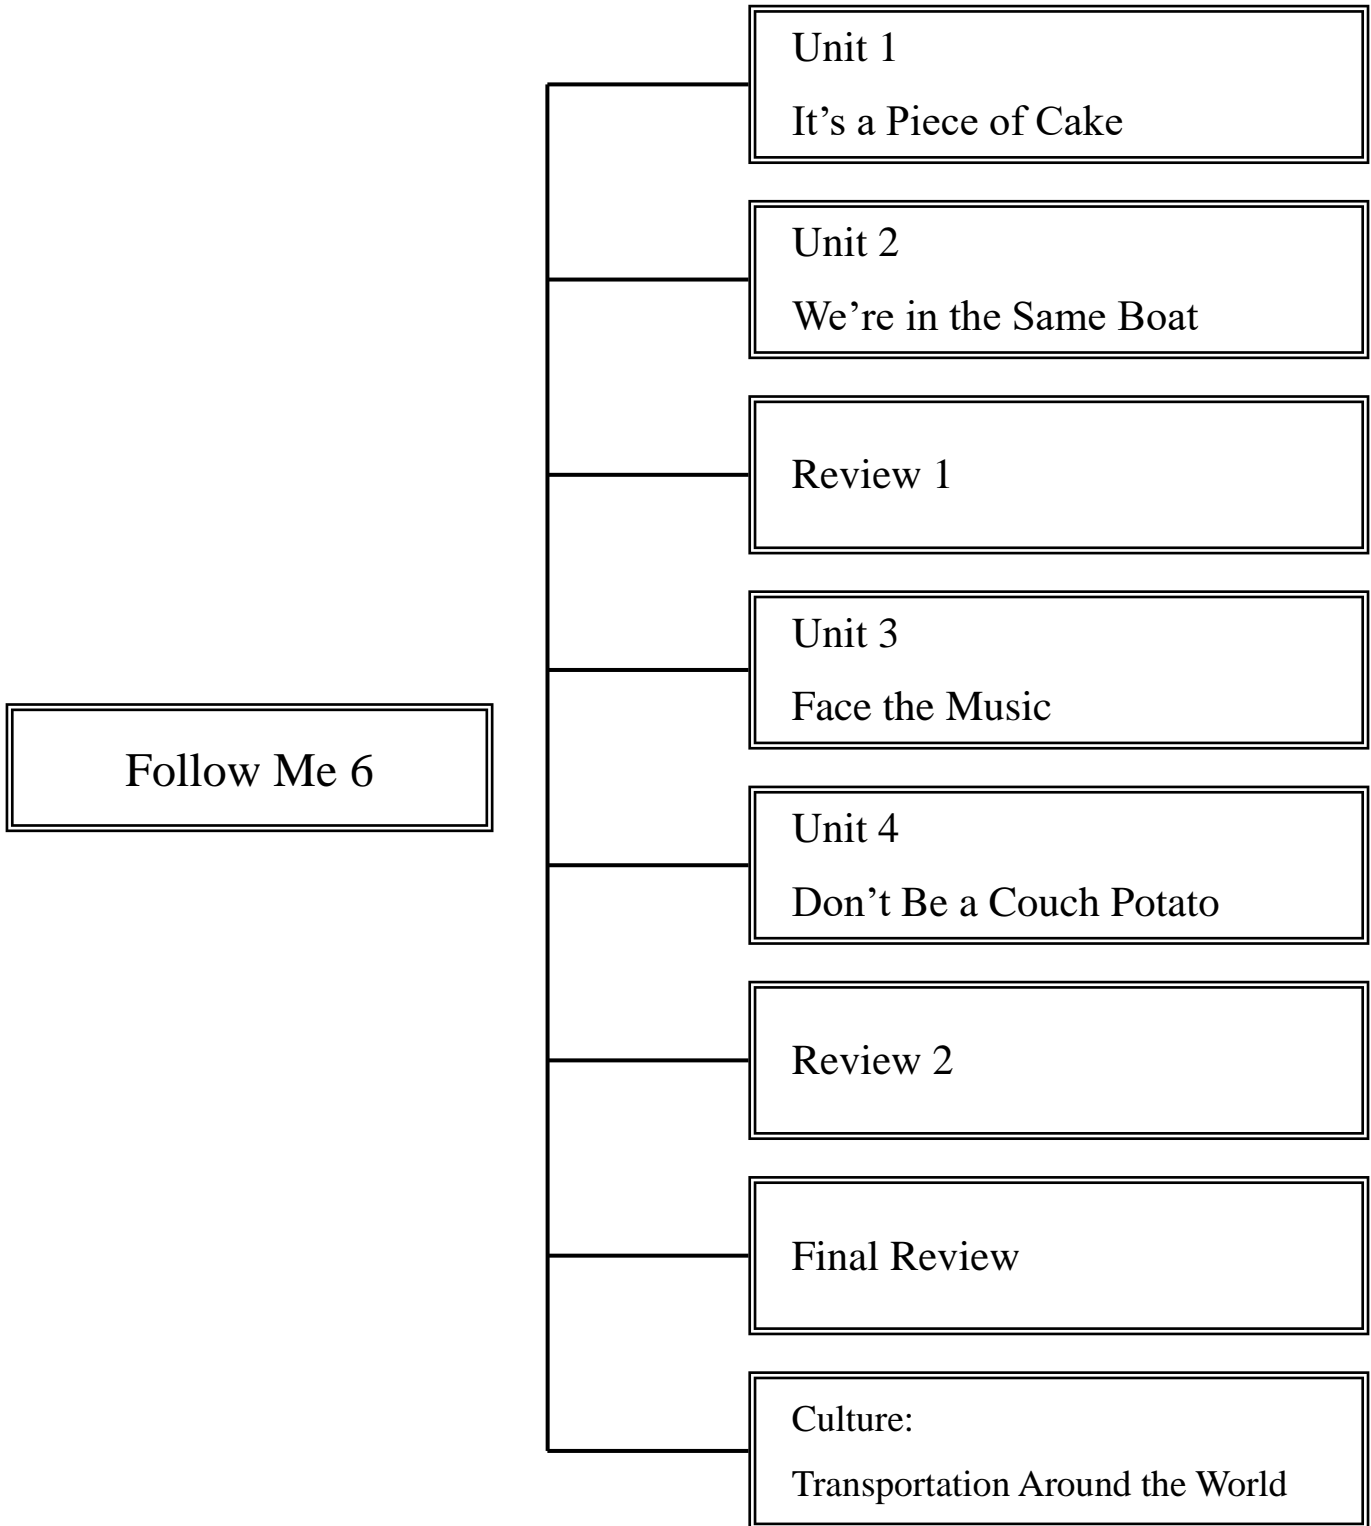 Follow Me 6
Unit 1
It’s a Piece of Cake
Unit 2
We’re in the Same Boat
Review 1
Unit 3
Face the Music
Unit 4
Don’t Be a Couch Potato
Review 2
Final Review
Culture:
Transportation Around the World